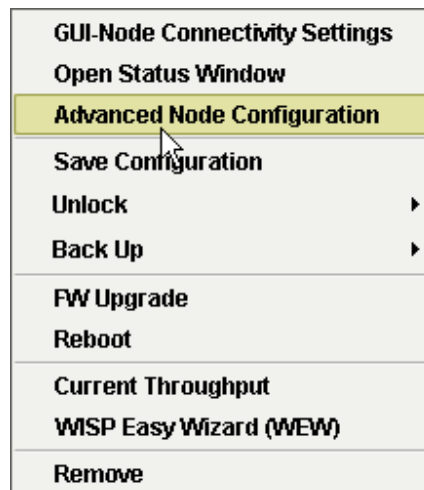 GUI-Node Connectivity Settings
Open Status Window
Advanced Node Configuration
Save Configuration
Unlock
Back Up
FW Upgrade
Reboot
Current Throughput
WISP Easy Wizard (WEW)
Remove